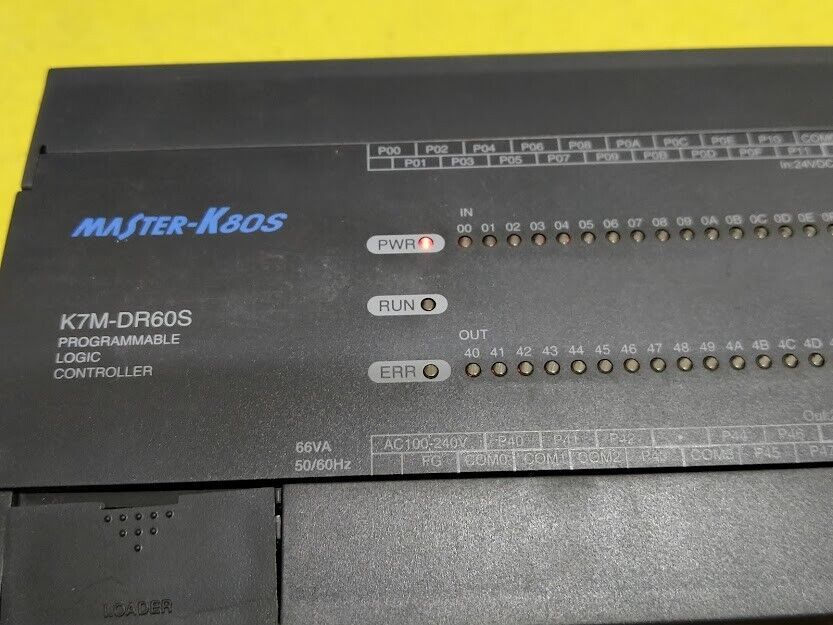 P00 P02 P04 P06 P08 P0A P0C P0E P10
P01 P03 P05 P07 P09 P0B P0D P0F P11
In:24V/DC
MASTER-K80S
IN
00 01 02 03 04 05 06 07 08 09 0A 0B 0C 0D 0E
PWR
RUN
K7M-DR60S
PROGRAMMABLE
LOGIC
CONTROLLER
OUT
40 41 42 43 44 45 46 47 48 49 4A 4B 4C 4D
ERR
66VA
50/60Hz
AC100-240V P40 P41 P42 • P44 P46
FG COM0 COM1 COM2 P43 COM3 P45
LOADER